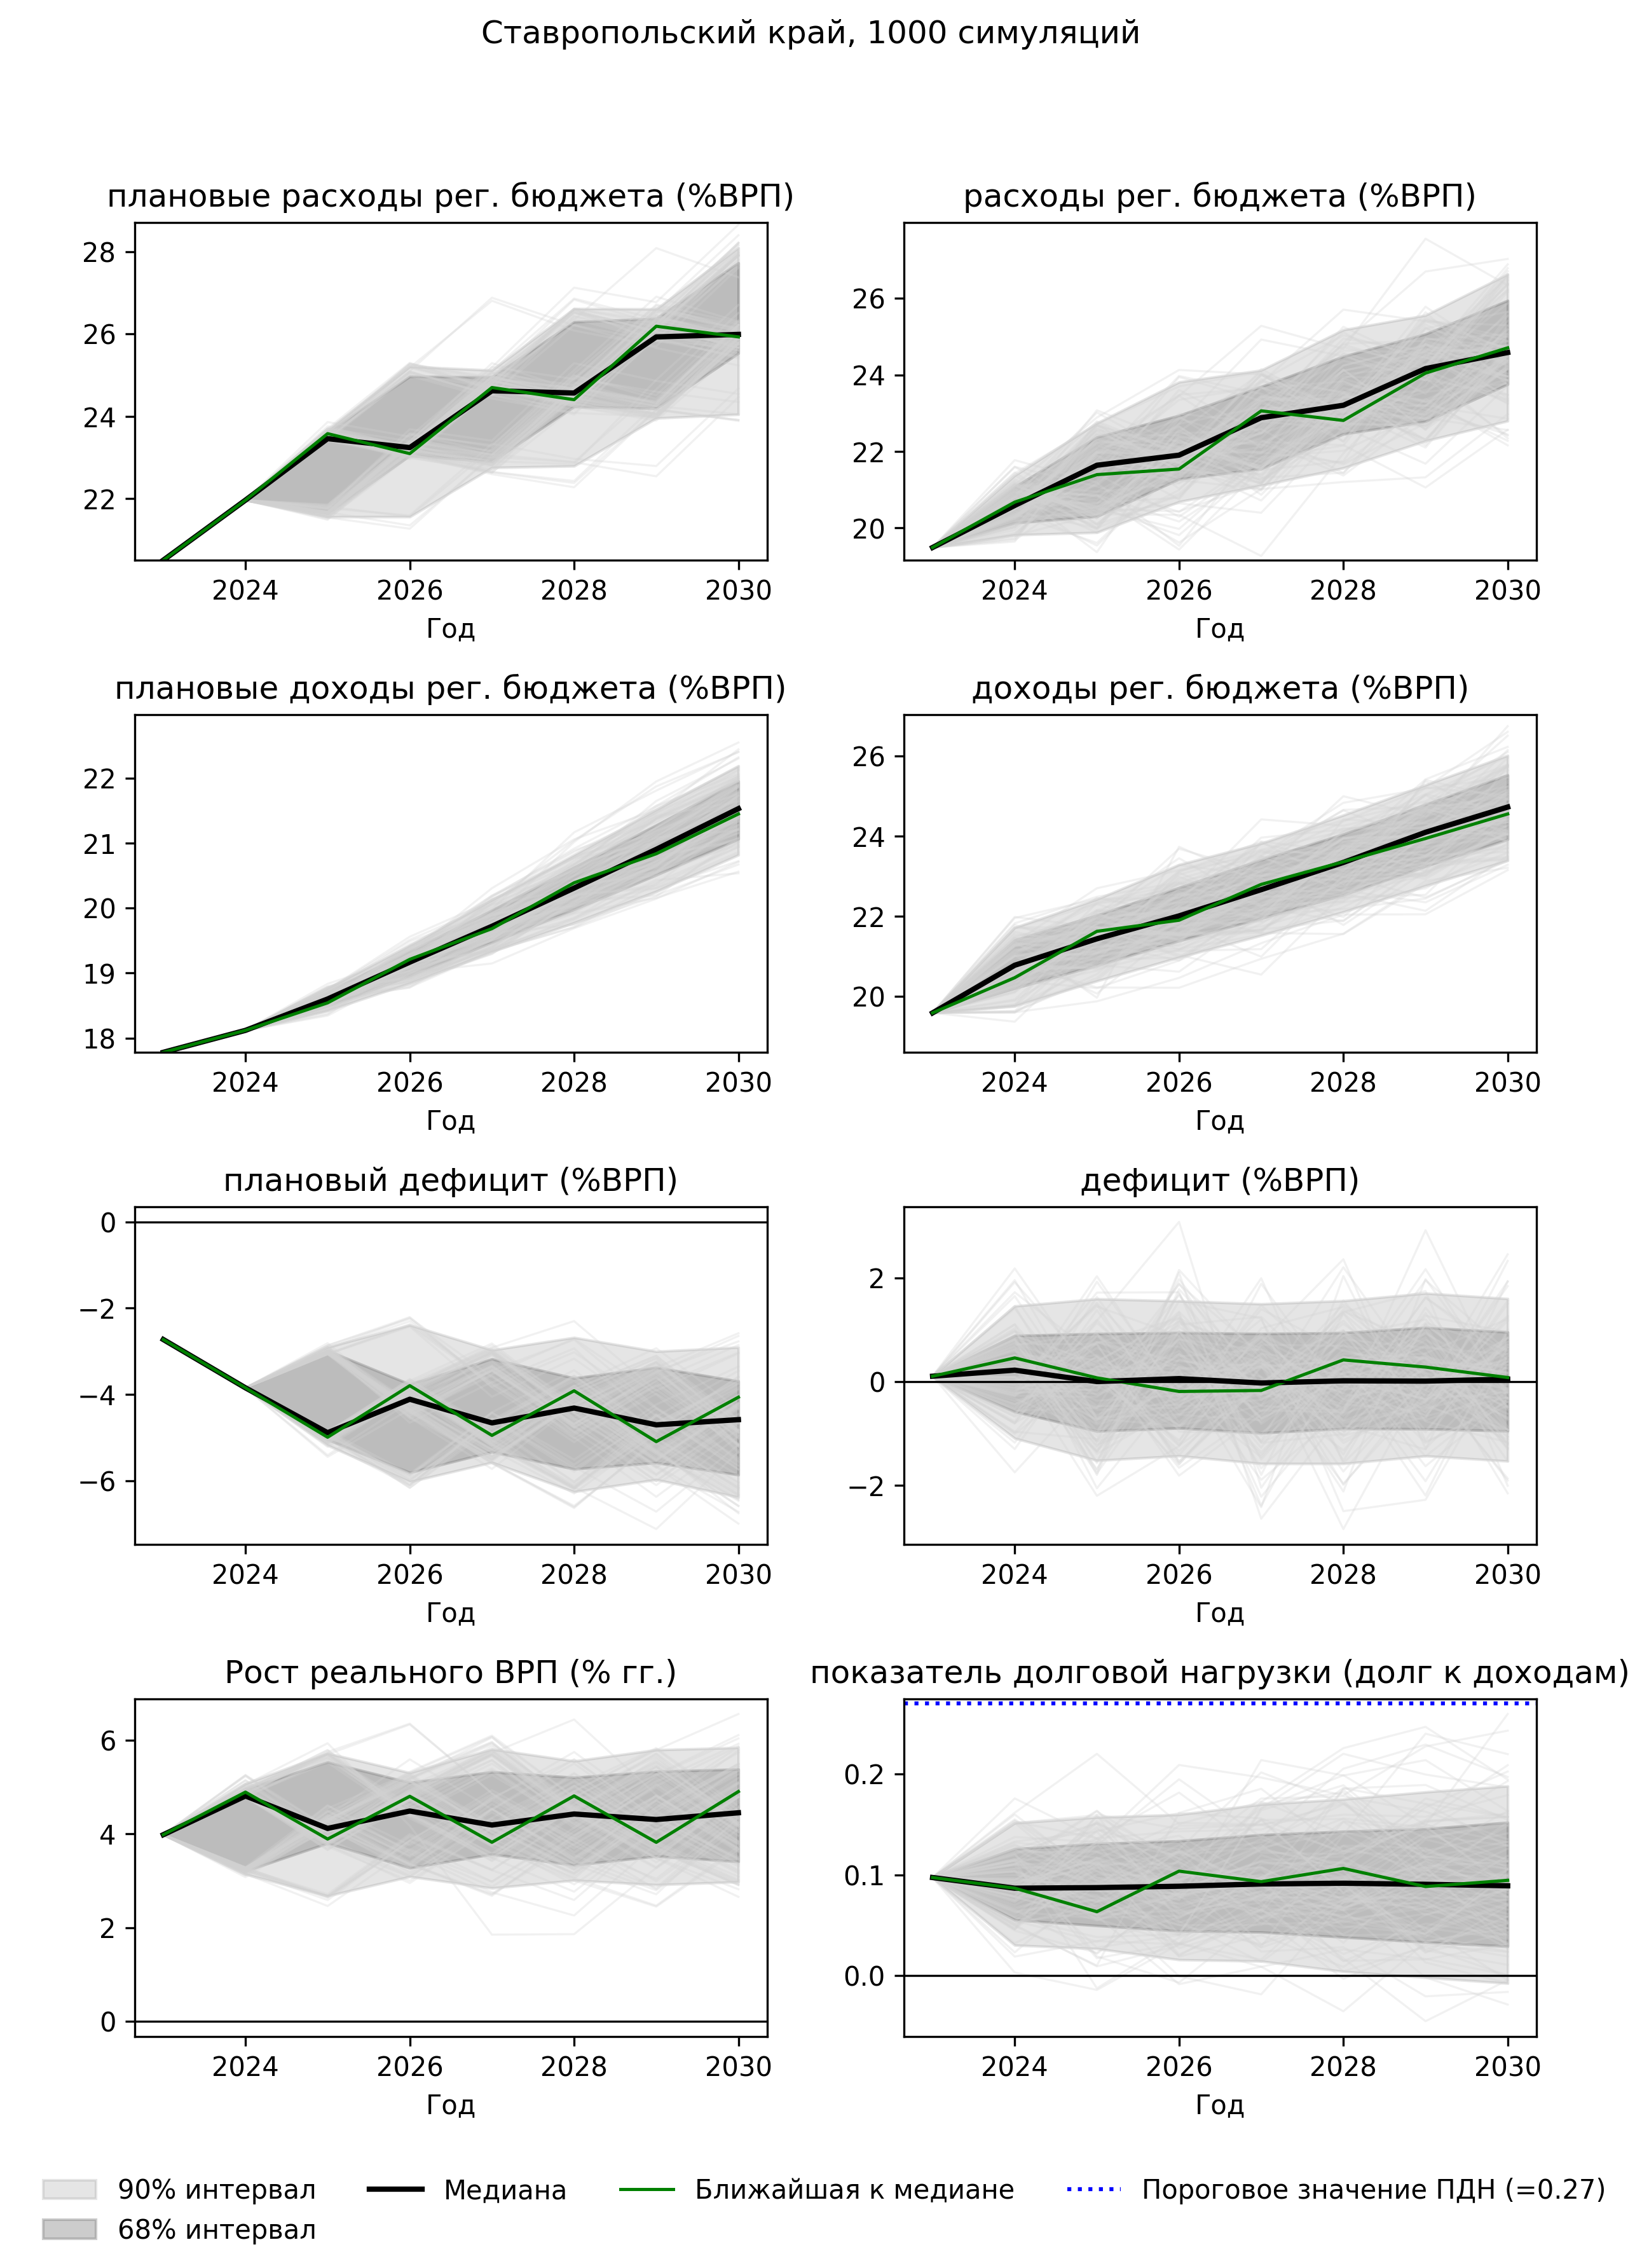 Ставропольский край, 1000 симуляций
плановые расходы рег. бюджета (%ВРП)
28
26
24
22
2024 2026 2028 2030
Год
расходы рег. бюджета (%ВРП)
26
24
22
20
2024 2026 2028 2030
Год
плановые доходы рег. бюджета (%ВРП)
22
21
20
19
18
2024 2026 2028 2030
Год
доходы рег. бюджета (%ВРП)
26
24
22
20
2024 2026 2028 2030
Год
плановый дефицит (%ВРП)
0
−2
−4
−6
2024 2026 2028 2030
Год
дефицит (%ВРП)
2
0
−2
2024 2026 2028 2030
Год
Рост реального ВРП (% гг.)
6
4
2
0
2024 2026 2028 2030
Год
показатель долговой нагрузки (долг к доходам)
0.2
0.1
0.0
2024 2026 2028 2030
Год
90% интервал
68% интервал
Медиана
Ближайшая к медиане
Пороговое значение ПДН (=0.27)